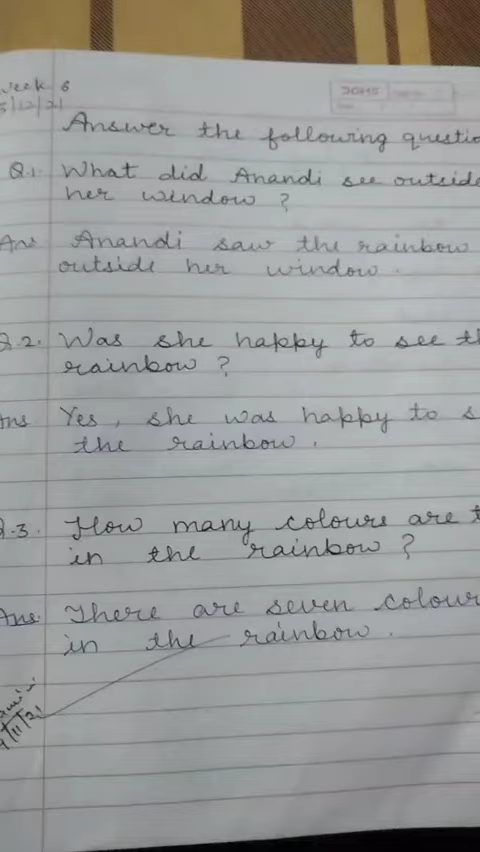 Week 6
Answer the following questio
Q.1. What did Anandi see outside
her window ?
Ans Anandi saw the rainbow
outside her window.
Q.2. Was she happy to see th
rainbow ?
Ans Yes, she was happy to s
the rainbow.
Q.3. How many colours are t
in the rainbow ?
Ans. There are seven colour
in the rainbow.